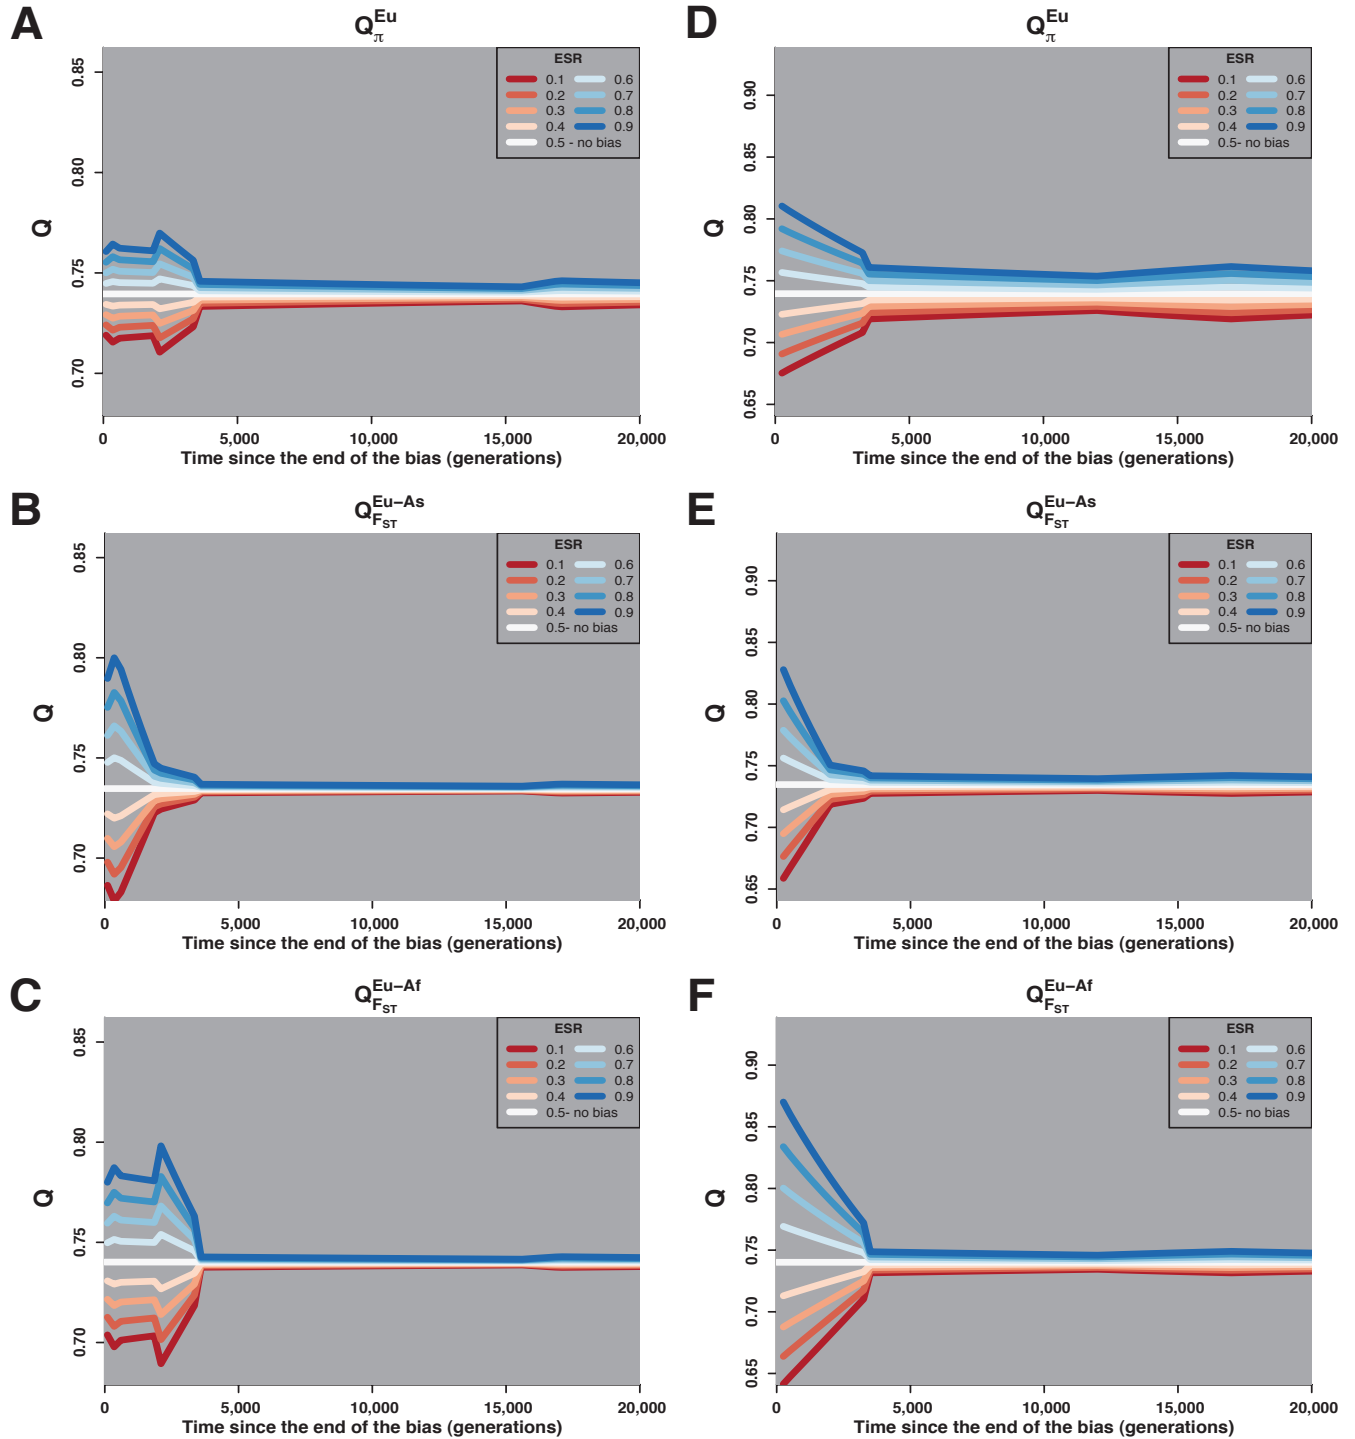 A
Q π Eu
ESR
0.1 0.6
0.2 0.7
0.3 0.8
0.4 0.9
0.5 - no bias
0.85
0.80
0.75
0.70
Q
0 5,000 10,000 15,000 20,000
Time since the end of the bias (generations)
D
Q π Eu
ESR
0.1 0.6
0.2 0.7
0.3 0.8
0.4 0.9
0.5- no bias
0.90
0.85
0.80
0.75
0.70
0.65
Q
0 5,000 10,000 15,000 20,000
Time since the end of the bias (generations)
B
Q FST Eu–As
ESR
0.1 0.6
0.2 0.7
0.3 0.8
0.4 0.9
0.5- no bias
0.85
0.80
0.75
0.70
Q
0 5,000 10,000 15,000 20,000
Time since the end of the bias (generations)
E
Q FST Eu–As
ESR
0.1 0.6
0.2 0.7
0.3 0.8
0.4 0.9
0.5- no bias
0.90
0.85
0.80
0.75
0.70
0.65
Q
0 5,000 10,000 15,000 20,000
Time since the end of the bias (generations)
C
Q FST Eu–Af
ESR
0.1 0.6
0.2 0.7
0.3 0.8
0.4 0.9
0.5- no bias
0.85
0.80
0.75
0.70
Q
0 5,000 10,000 15,000 20,000
Time since the end of the bias (generations)
F
Q FST Eu–Af
ESR
0.1 0.6
0.2 0.7
0.3 0.8
0.4 0.9
0.5- no bias
0.90
0.85
0.80
0.75
0.70
0.65
Q
0 5,000 10,000 15,000 20,000
Time since the end of the bias (generations)